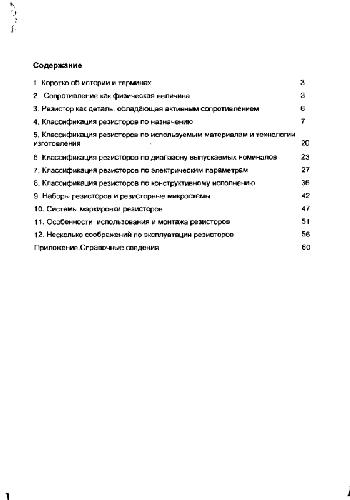 Содержание
1. Коротко об истории и терминах 3
2. Сопротивление как физическая величина 3
3. Резистор как деталь, обладающая активным сопротивлением 6
4. Классификация резисторов по назначению 7
5. Классификация резисторов по используемым материалам и технологии
изготовления 20
6. Классификация резисторов по диапазону выпускаемых номиналов 23
7. Классификация резисторов по электрическим параметрам 27
8. Классификация резисторов по конструктивному исполнению 36
9. Наборы резисторов и резисторные микросхемы 42
10. Системы маркировки резисторов 47
11. Особенности использования и монтажа резисторов 51
12. Несколько соображений по эксплуатации резисторов 56
Приложение.Справочные сведения 60